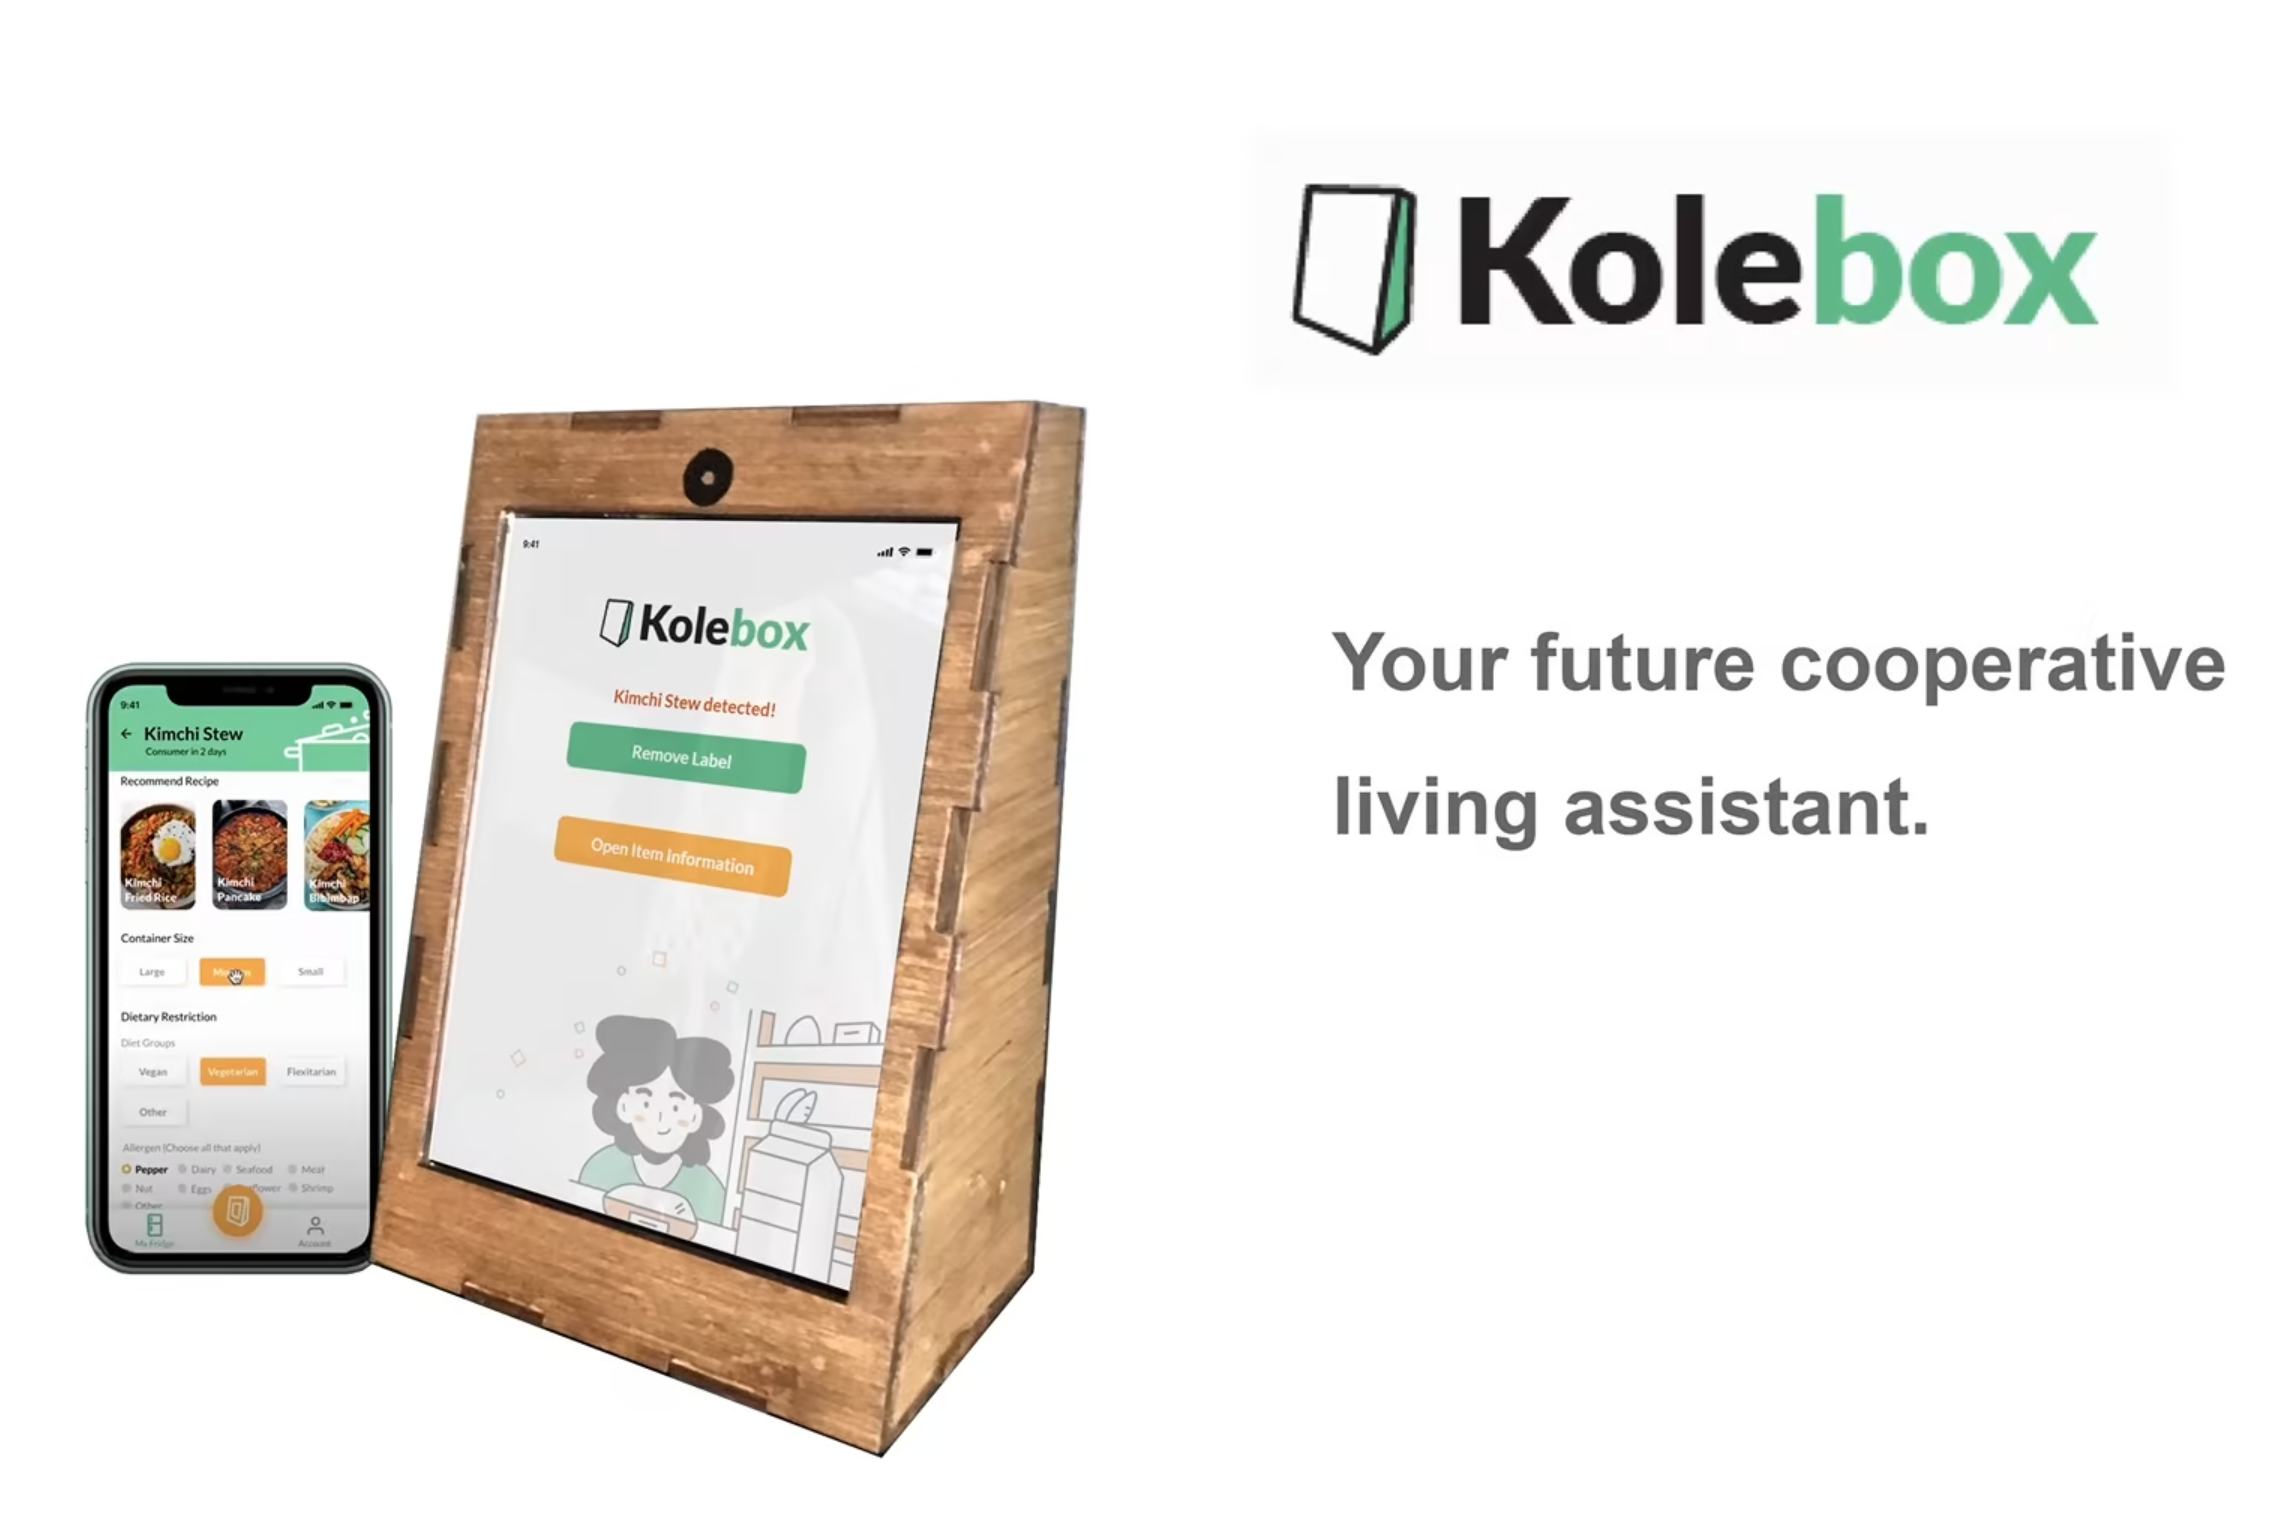 Kolebox
Your future cooperative
living assistant.
9:41
Kolebox
Kimchi Stew detected!
Remove Label
Open Item Information
9:41
Kimchi Stew
Consumer in 2 days
Recommend Recipe
Kimchi
Fried Rice
Kimchi
Pancake
Kimchi
Bibimbap
Container Size
Large
Small
Dietary Restriction
Diet Groups
Vegan Vegetarian Flexitarian
Other
Allergen (Choose all that apply)
Pepper Dairy Seafood Meat
Nut Eggs Shrimp
Other
Account